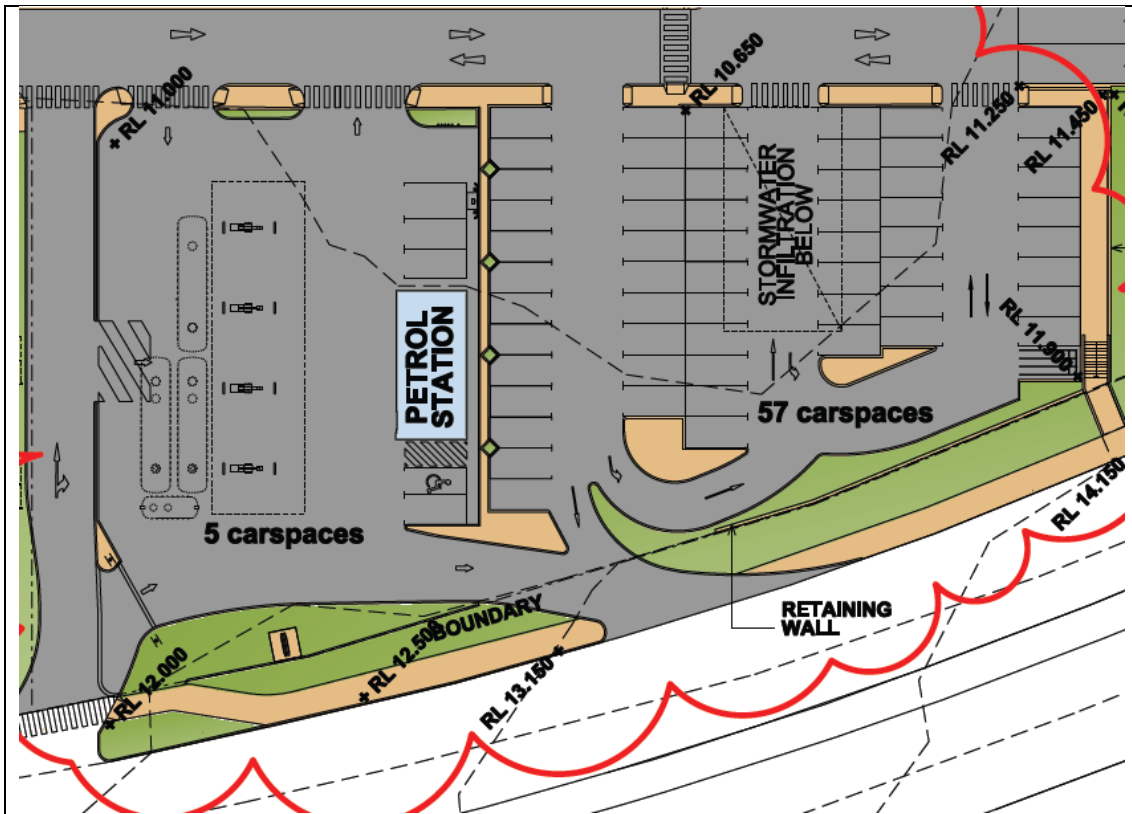 RL 11.000
RL 10.650
RL 11.250
RL 11.450
STORMWATER
INFILTRATION
BELOW
PETROL
STATION
RL 11.900
57 carspaces
5 carspaces
RL 14.150
BOUNDARY
RETAINING
WALL
RL 12.000
RL 12.500
RL 13.150